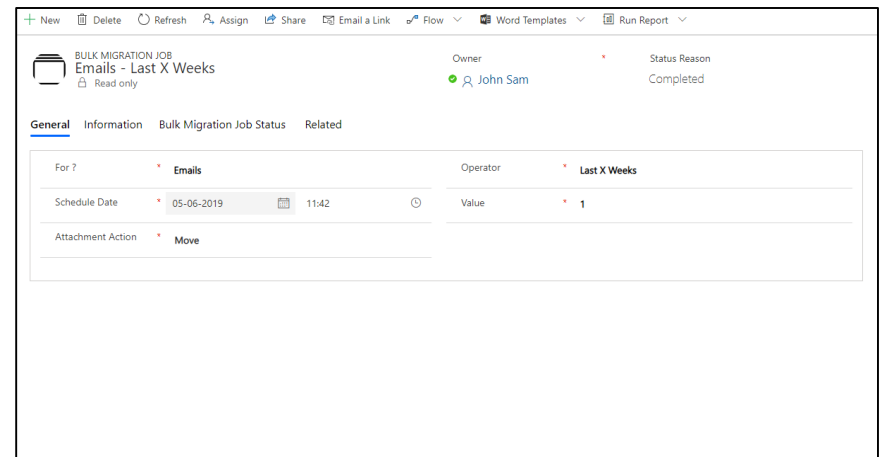 New Delete Refresh Assign Share Email a Link Flow Word Templates Run Report
BULK MIGRATION JOB
Emails - Last X Weeks
Read only
Owner * Status Reason
John Sam Completed
General Information Bulk Migration Job Status Related
For ? * Emails Operator * Last X Weeks
Schedule Date * 05-06-2019 11:42 Value * 1
Attachment Action * Move